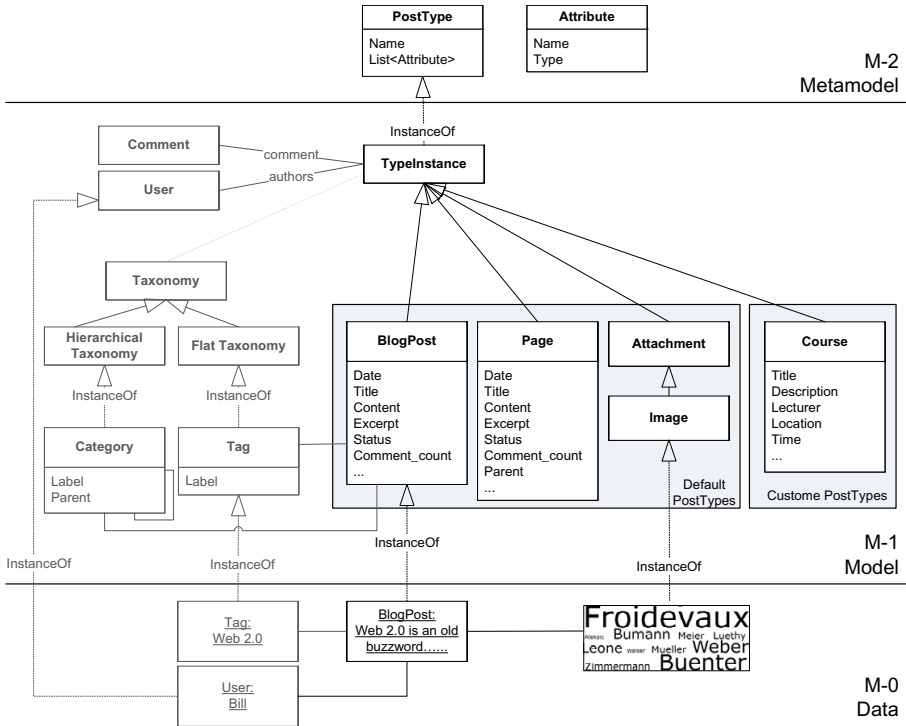 PostType
Name
List<Attribute>
Attribute
Name
Type
M-2
Metamodel
InstanceOf
Comment
User
comment
authors
TypeInstance
Taxonomy
Hierarchical
Taxonomy
Flat Taxonomy
InstanceOf
InstanceOf
Category
Label
Parent
Tag
Label
BlogPost
Date
Title
Content
Excerpt
Status
Comment_count
...
Page
Date
Title
Content
Excerpt
Status
Comment_count
Parent
...
Attachment
Image
Default
PostTypes
Course
Title
Description
Lecturer
Location
Time
...
Custome PostTypes
InstanceOf
InstanceOf
InstanceOf
InstanceOf
M-1
Model
Tag:
Web 2.0
BlogPost:
Web 2.0 is an old
buzzword......
User:
Bill
Froidevaux
Aleksic Bumann Meier Luethy
Leone Walser Mueller Weber
Zimmermann Buenter
M-0
Data